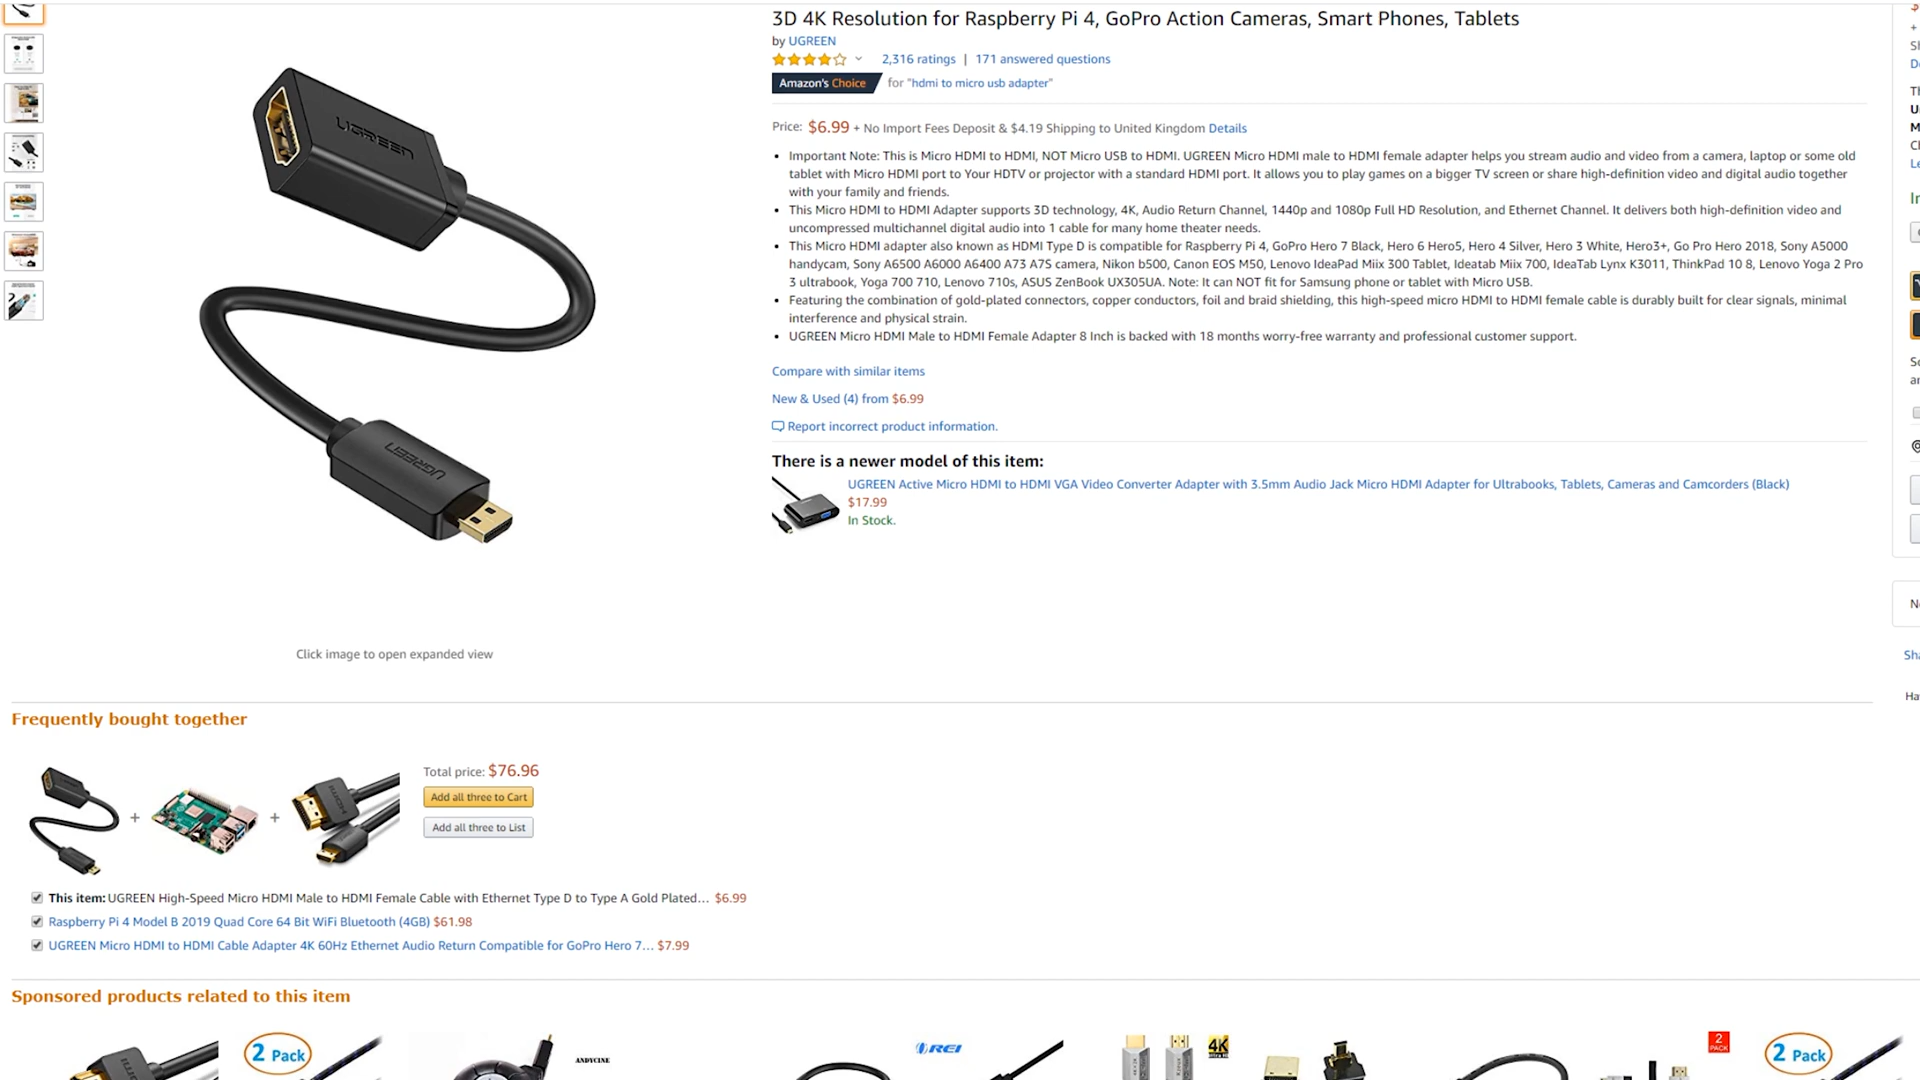 3D 4K Resolution for Raspberry Pi 4, GoPro Action Cameras, Smart Phones, Tablets
by UGREEN
2,316 ratings | 171 answered questions
Amazon's Choice for "hdmi to micro usb adapter"
Price: $6.99 + No Import Fees Deposit & $4.19 Shipping to United Kingdom Details
• Important Note: This is Micro HDMI to HDMI, NOT Micro USB to HDMI. UGREEN Micro HDMI male to HDMI female adapter helps you stream audio and video from a camera, laptop or some old
tablet with Micro HDMI port to Your HDTV or projector with a standard HDMI port. It allows you to play games on a bigger TV screen or share high-definition video and digital audio together
with your family and friends.
• This Micro HDMI to HDMI Adapter supports 3D technology, 4K, Audio Return Channel, 1440p and 1080p Full HD Resolution, and Ethernet Channel. It delivers both high-definition video and
uncompressed multichannel digital audio into 1 cable for many home theater needs.
• This Micro HDMI adapter also known as HDMI Type D is compatible for Raspberry Pi 4, GoPro Hero 7 Black, Hero 6 Hero5, Hero 4 Silver, Hero 3 White, Hero3+, Go Pro Hero 2018, Sony A5000
handycam, Sony A6500 A6000 A6400 A73 A7S camera, Nikon b500, Canon EOS M50, Lenovo IdeaPad Miix 300 Tablet, Ideatab Miix 700, IdeaTab Lynx K3011, ThinkPad 10 8, Lenovo Yoga 2 Pro
3 ultrabook, Yoga 700 710, Lenovo 710s, ASUS ZenBook UX305UA. Note: It can NOT fit for Samsung phone or tablet with Micro USB.
• Featuring the combination of gold-plated connectors, copper conductors, foil and braid shielding, this high-speed micro HDMI to HDMI female cable is durably built for clear signals, minimal
interference and physical strain.
• UGREEN Micro HDMI Male to HDMI Female Adapter 8 Inch is backed with 18 months worry-free warranty and professional customer support.
Compare with similar items
New & Used (4) from $6.99
Report incorrect product information.
There is a newer model of this item:
UGREEN Active Micro HDMI to HDMI VGA Video Converter Adapter with 3.5mm Audio Jack Micro HDMI Adapter for Ultrabooks, Tablets, Cameras and Camcorders (Black)
$17.99
In Stock.
UGREEN
UGREEN
Click image to open expanded view
Frequently bought together
Total price: $76.96
Add all three to Cart
Add all three to List
This item: UGREEN High-Speed Micro HDMI Male to HDMI Female Cable with Ethernet Type D to Type A Gold Plated... $6.99
Raspberry Pi 4 Model B 2019 Quad Core 64 Bit WiFi Bluetooth (4GB) $61.98
UGREEN Micro HDMI to HDMI Cable Adapter 4K 60Hz Ethernet Audio Return Compatible for GoPro Hero 7... $7.99
Sponsored products related to this item
2 Pack
ANDYCINE
REI
4K
2
PACK
2 Pack